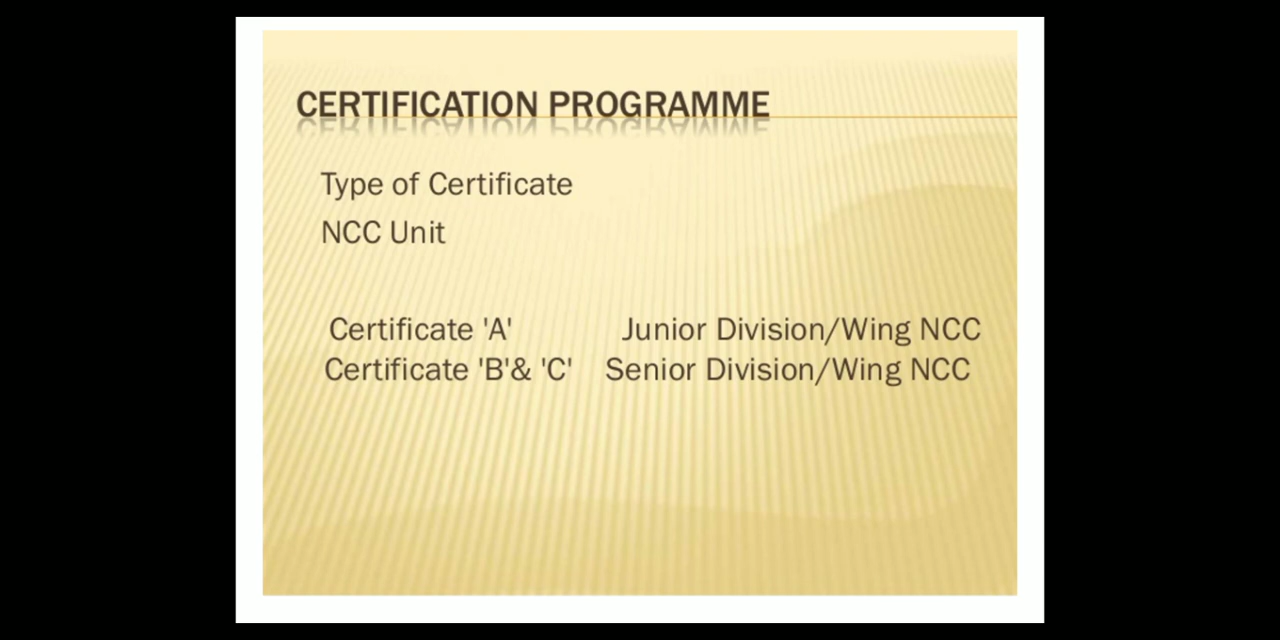 CERTIFICATION PROGRAMME
Type of Certificate
NCC Unit
Certificate 'A' Junior Division/Wing NCC
Certificate 'B'& 'C' Senior Division/Wing NCC